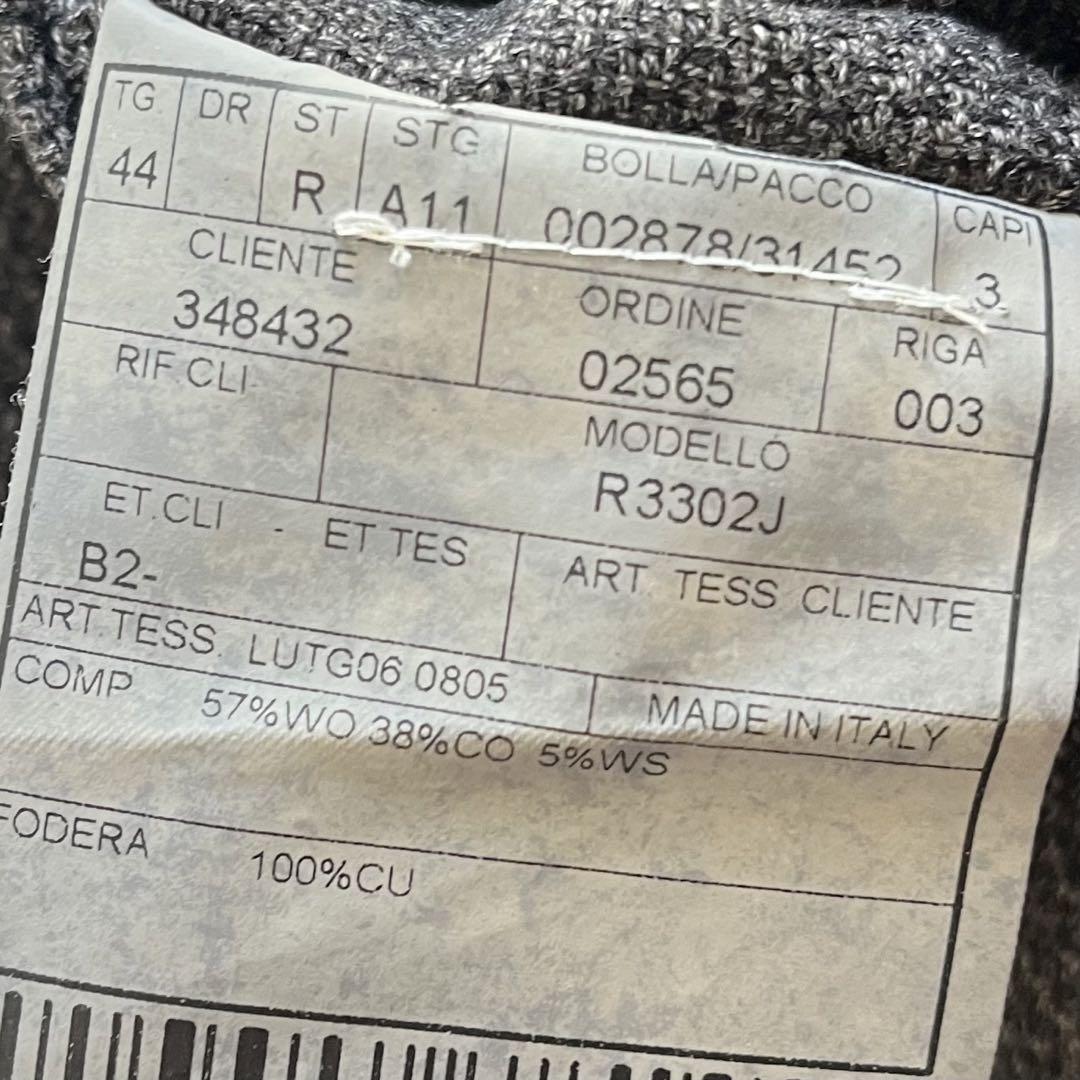 TG. DR ST STG BOLLA/PACCO CAPI
44 R A11 002878/31452 3
CLIENTE ORDINE RIGA
348432 02565 003
RIF.CLI. MODELLO
R3302J
ET.CLI - ET TES ART. TESS CLIENTE
B2-
ART.TESS. LUTG06 0805 MADE IN ITALY
COMP 57%WO 38%CO 5%WS
FODERA 100%CU